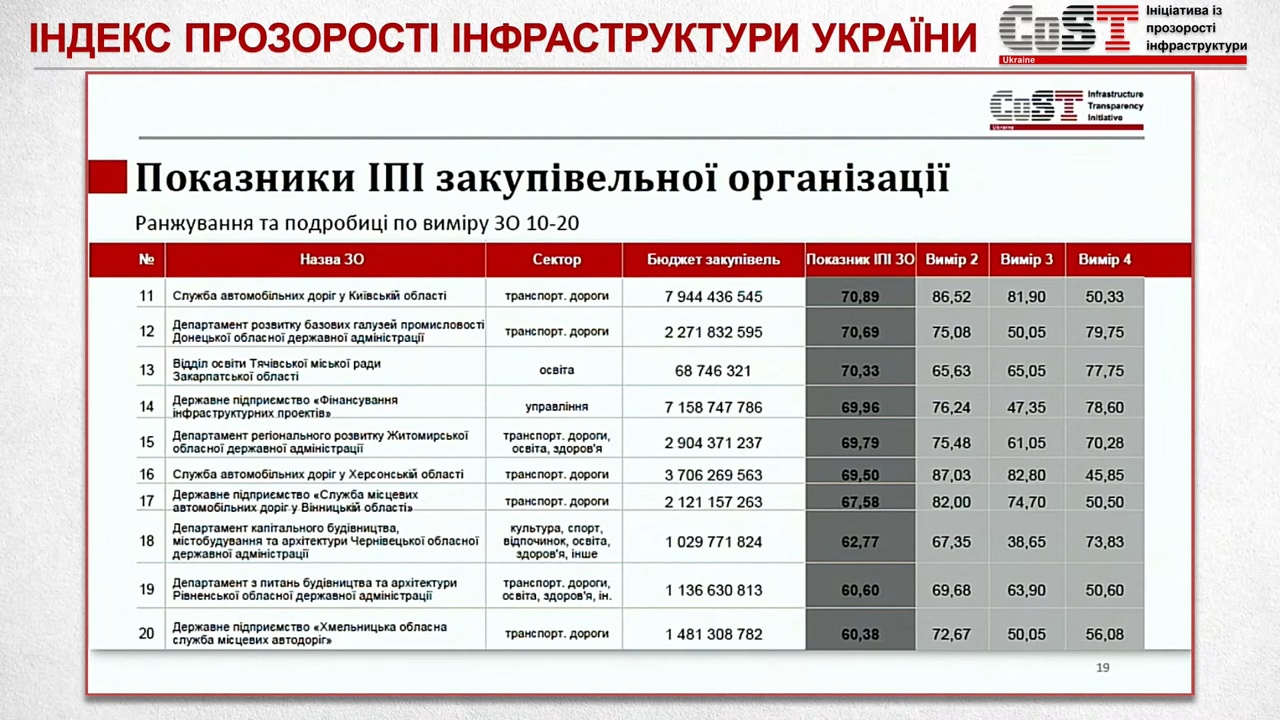 ІНДЕКС ПРОЗОРОСТІ ІНФРАСТРУКТУРИ УКРАЇНИ
CoST
Ukraine
Ініціатива із
прозорості
інфраструктури
CoST
Ukraine
Infrastructure
Transparency
Initiative
Показники ІПІ закупівельної організації
Ранжування та подробиці по виміру ЗО 10-20
№ Назва ЗО Сектор Бюджет закупівель Показник ІПІ ЗО Вимір 2 Вимір 3 Вимір 4
11 Служба автомобільних доріг у Київській області транспорт. дороги 7 944 436 545 70,89 86,52 81,90 50,33
12 Департамент розвитку базових галузей промисловості
Донецької обласної державної адміністрації транспорт. дороги 2 271 832 595 70,69 75,08 50,05 79,75
13 Відділ освіти Тячівської міської ради
Закарпатської області освіта 68 746 321 70,33 65,63 65,05 77,75
14 Державне підприємство «Фінансування
інфраструктурних проектів» управління 7 158 747 786 69,96 76,24 47,35 78,60
15 Департамент регіонального розвитку Житомирської
обласної державної адміністрації транспорт. дороги,
освіта, здоров'я 2 904 371 237 69,79 75,48 61,05 70,28
16 Служба автомобільних доріг у Херсонській області транспорт. дороги 3 706 269 563 69,50 87,03 82,80 45,85
17 Державне підприємство «Служба місцевих
автомобільних доріг у Вінницькій області» транспорт. дороги 2 121 157 263 67,58 82,00 74,70 50,50
18 Департамент капітального будівництва,
містобудування та архітектури Чернівецької обласної
державної адміністрації культура, спорт,
відпочинок, освіта,
здоров'я, інше 1 029 771 824 62,77 67,35 38,65 73,83
19 Департамент з питань будівництва та архітектури
Рівненської обласної державної адміністрації транспорт. дороги,
освіта, здоров'я, ін. 1 136 630 813 60,60 69,68 63,90 50,60
20 Державне підприємство «Хмельницька обласна
служба місцевих автодоріг» транспорт. дороги 1 481 308 782 60,38 72,67 50,05 56,08
19